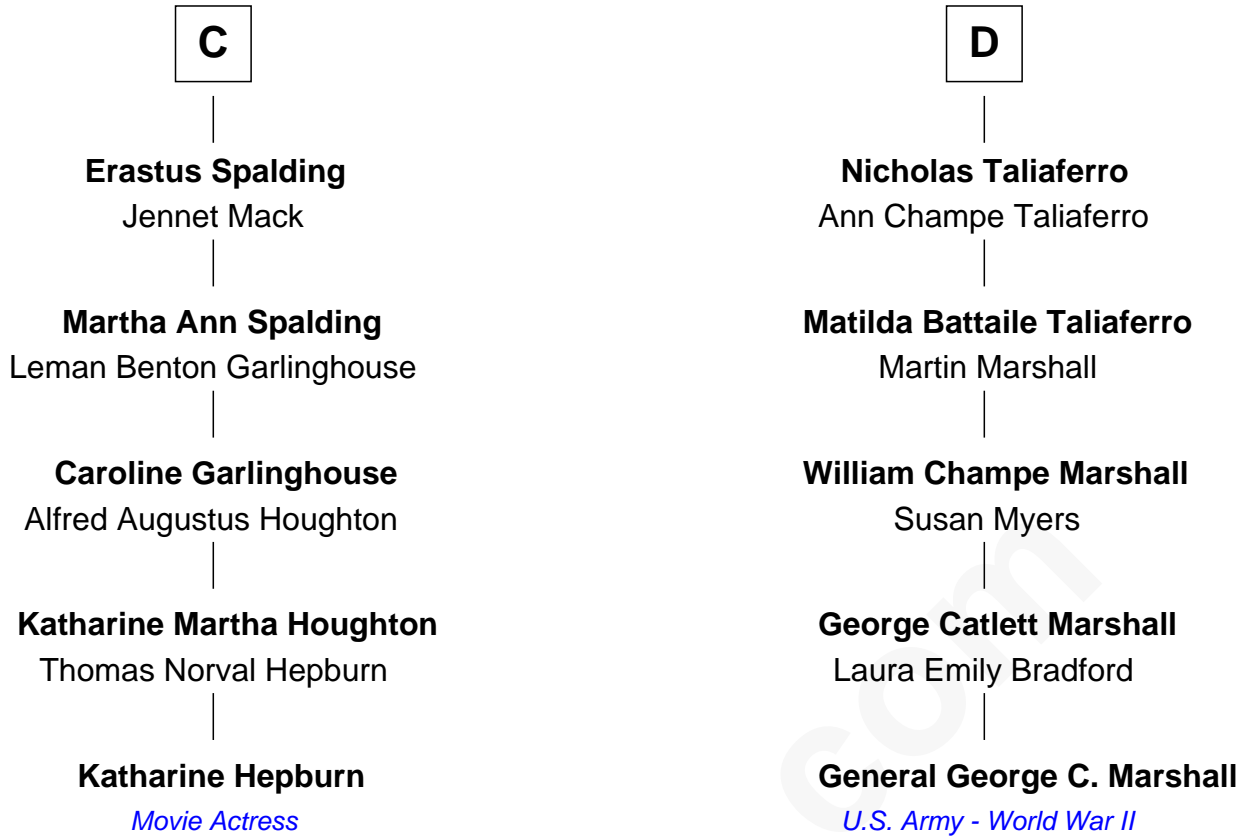 C
Erastus Spalding
Jennet Mack
Martha Ann Spalding
Leman Benton Garlinghouse
Caroline Garlinghouse
Alfred Augustus Houghton
Katharine Martha Houghton
Thomas Norval Hepburn
Katharine Hepburn
Movie Actress
D
Nicholas Taliaferro
Ann Champe Taliaferro
Matilda Battaile Taliaferro
Martin Marshall
William Champe Marshall
Susan Myers
George Catlett Marshall
Laura Emily Bradford
General George C. Marshall
U.S. Army - World War II
com